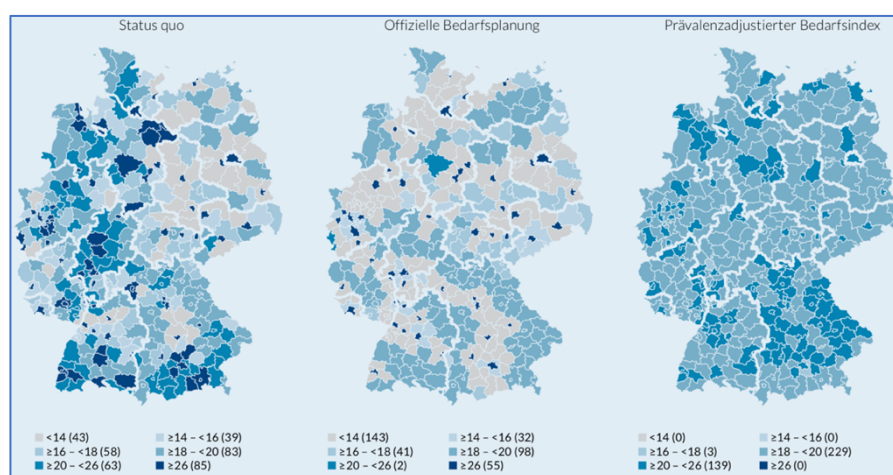 Status quo
Offizielle Bedarfsplanung
Prävalenzadjustierter Bedarfsindex
<14 (43) ≥14 – <16 (39)
≥16 – <18 (58) ≥18 – <20 (83)
≥20 – <26 (63) ≥26 (85)
<14 (143) ≥14 – <16 (32)
≥16 – <18 (41) ≥18 – <20 (98)
≥20 – <26 (2) ≥26 (55)
<14 (0) ≥14 – <16 (0)
≥16 – <18 (3) ≥18 – <20 (229)
≥20 – <26 (139) ≥26 (0)